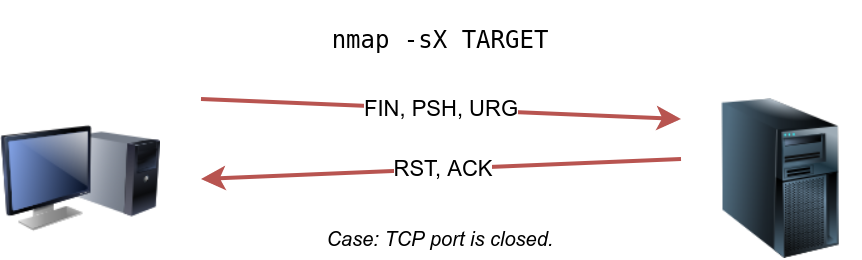 nmap -sX TARGET
FIN, PSH, URG
RST, ACK
Case: TCP port is closed.